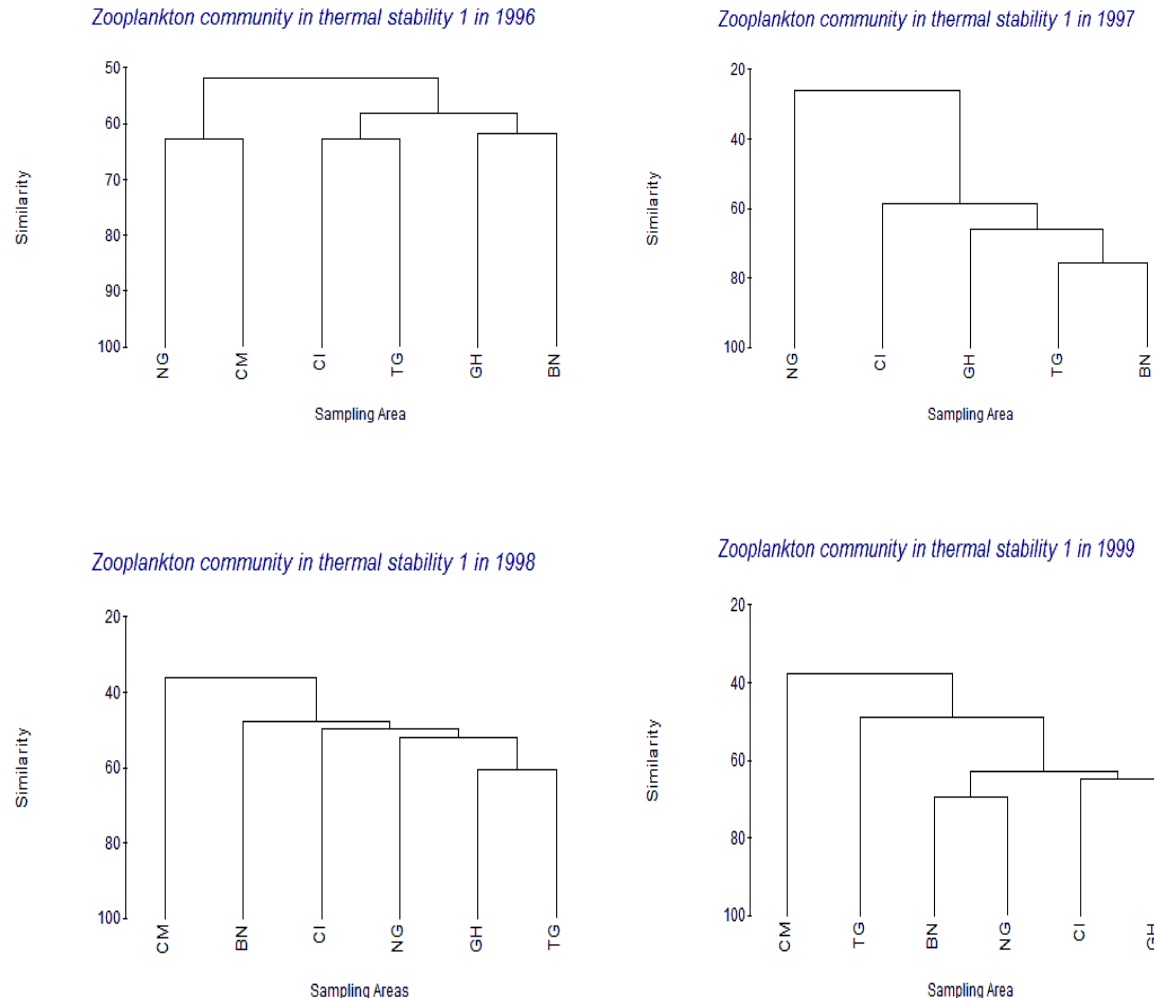 Zooplankton community in thermal stability 1 in 1996
50
60
70
80
90
100
Similarity
NG
CM
CI
TG
GH
BN
Sampling Area
Zooplankton community in thermal stability 1 in 1997
20
40
60
80
100
Similarity
NG
CI
GH
TG
BN
Sampling Area
Zooplankton community in thermal stability 1 in 1998
20
40
60
80
100
Similarity
CM
BN
CI
NG
GH
TG
Sampling Areas
Zooplankton community in thermal stability 1 in 1999
20
40
60
80
100
Similarity
CM
TG
BN
NG
CI
GH
Sampling Area